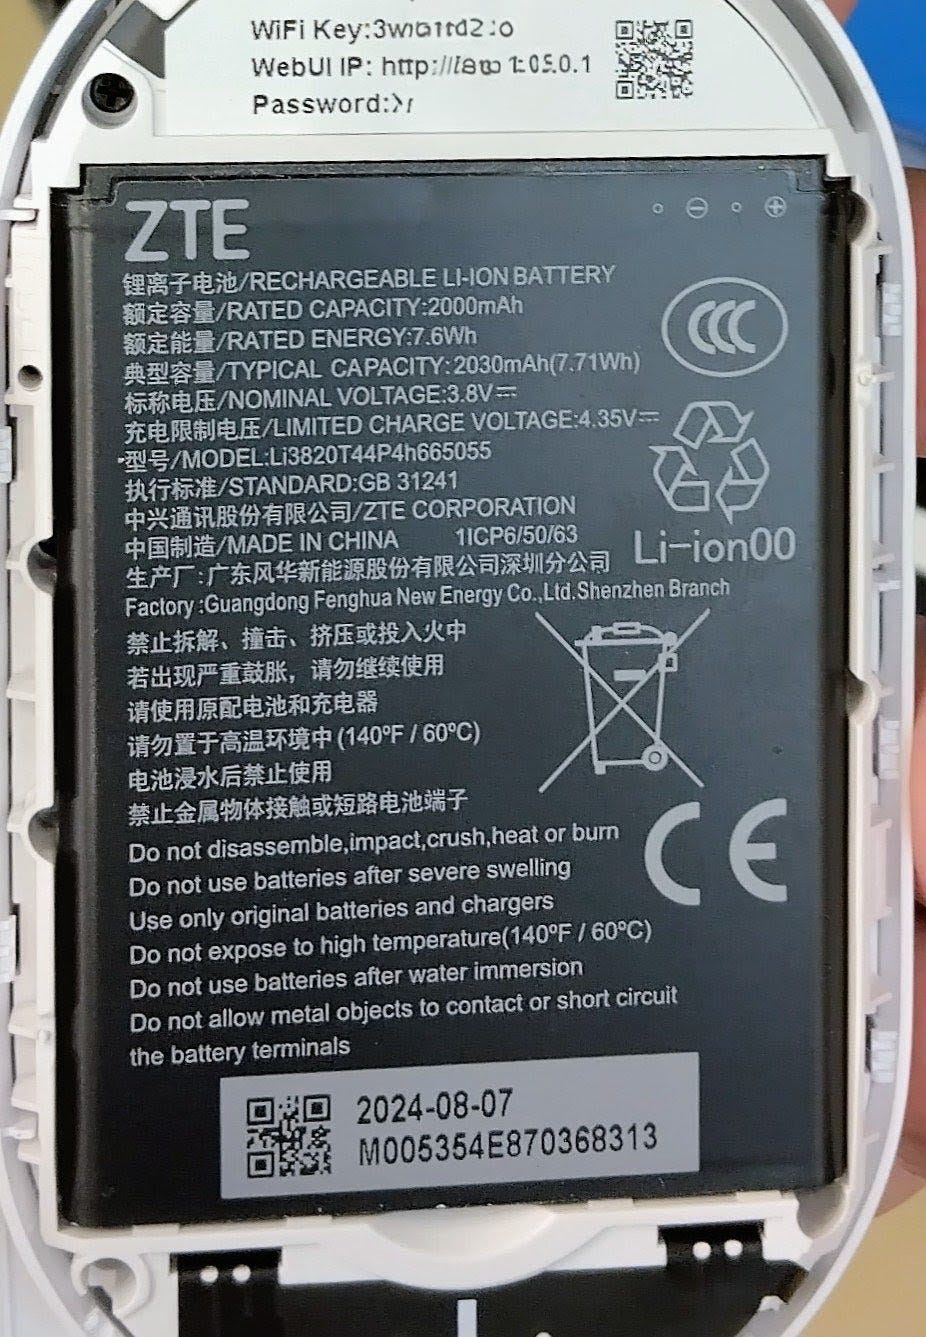 WiFi Key:
WebUI IP: http://
Password:
ZTE
锂离子电池/RECHARGEABLE LI-ION BATTERY
额定容量/RATED CAPACITY:2000mAh
额定能量/RATED ENERGY:7.6Wh
典型容量/TYPICAL CAPACITY:2030mAh(7.71Wh)
标称电压/NOMINAL VOLTAGE:3.8V⎓
充电限制电压/LIMITED CHARGE VOLTAGE:4.35V⎓
型号/MODEL:Li3820T44P4h665055
执行标准/STANDARD:GB 31241
中兴通讯股份有限公司/ZTE CORPORATION
中国制造/MADE IN CHINA 1ICP6/50/63
Li-ion00
生产厂:广东风华新能源股份有限公司深圳分公司
Factory :Guangdong Fenghua New Energy Co.,Ltd.Shenzhen Branch
禁止拆解、撞击、挤压或投入火中
若出现严重鼓胀，请勿继续使用
请使用原配电池和充电器
请勿置于高温环境中(140ºF / 60ºC)
电池浸水后禁止使用
禁止金属物体接触或短路电池端子
Do not disassemble,impact,crush,heat or burn
Do not use batteries after severe swelling
Use only original batteries and chargers
Do not expose to high temperature(140ºF / 60ºC)
Do not use batteries after water immersion
Do not allow metal objects to contact or short circuit
the battery terminals
CE
2024-08-07
M005354E870368313